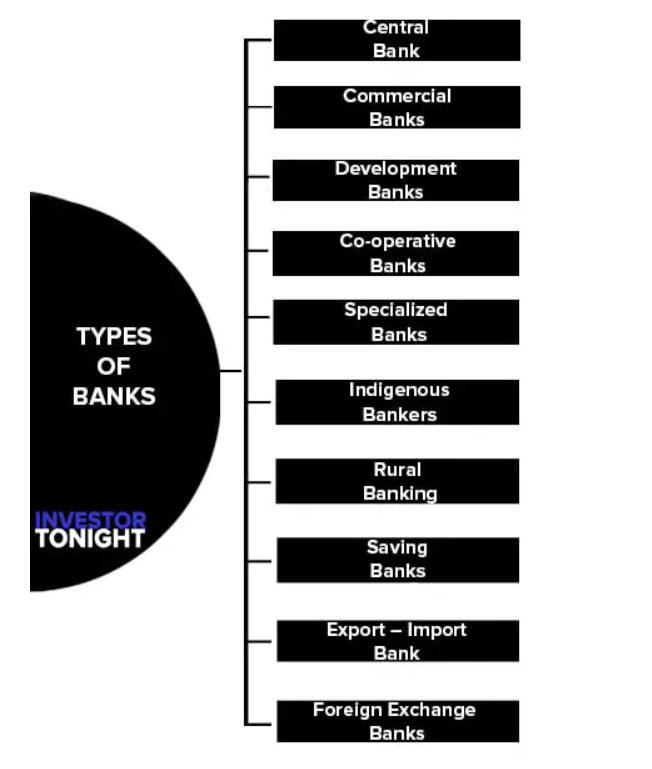 TYPES
OF
BANKS
INVESTOR
TONIGHT
Central
Bank
Commercial
Banks
Development
Banks
Co-operative
Banks
Specialized
Banks
Indigenous
Bankers
Rural
Banking
Saving
Banks
Export – Import
Bank
Foreign Exchange
Banks